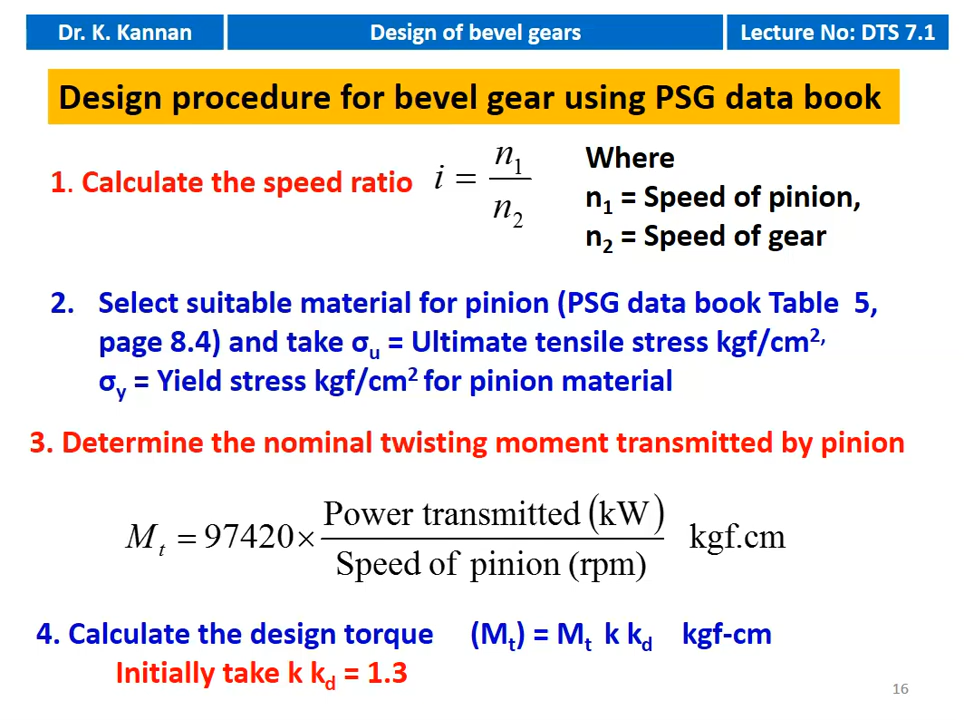 Dr. K. Kannan
Design of bevel gears
Lecture No: DTS 7.1
Design procedure for bevel gear using PSG data book
1. Calculate the speed ratio i = n₁/n₂
Where
n₁ = Speed of pinion,
n₂ = Speed of gear
2. Select suitable material for pinion (PSG data book Table 5,
page 8.4) and take σᵤ = Ultimate tensile stress kgf/cm²,
σy = Yield stress kgf/cm² for pinion material
3. Determine the nominal twisting moment transmitted by pinion
Mₜ = 97420 × Power transmitted (kW) / Speed of pinion (rpm) kgf.cm
4. Calculate the design torque (Mₜ) = Mₜ k kd kgf-cm
Initially take k kd = 1.3
16